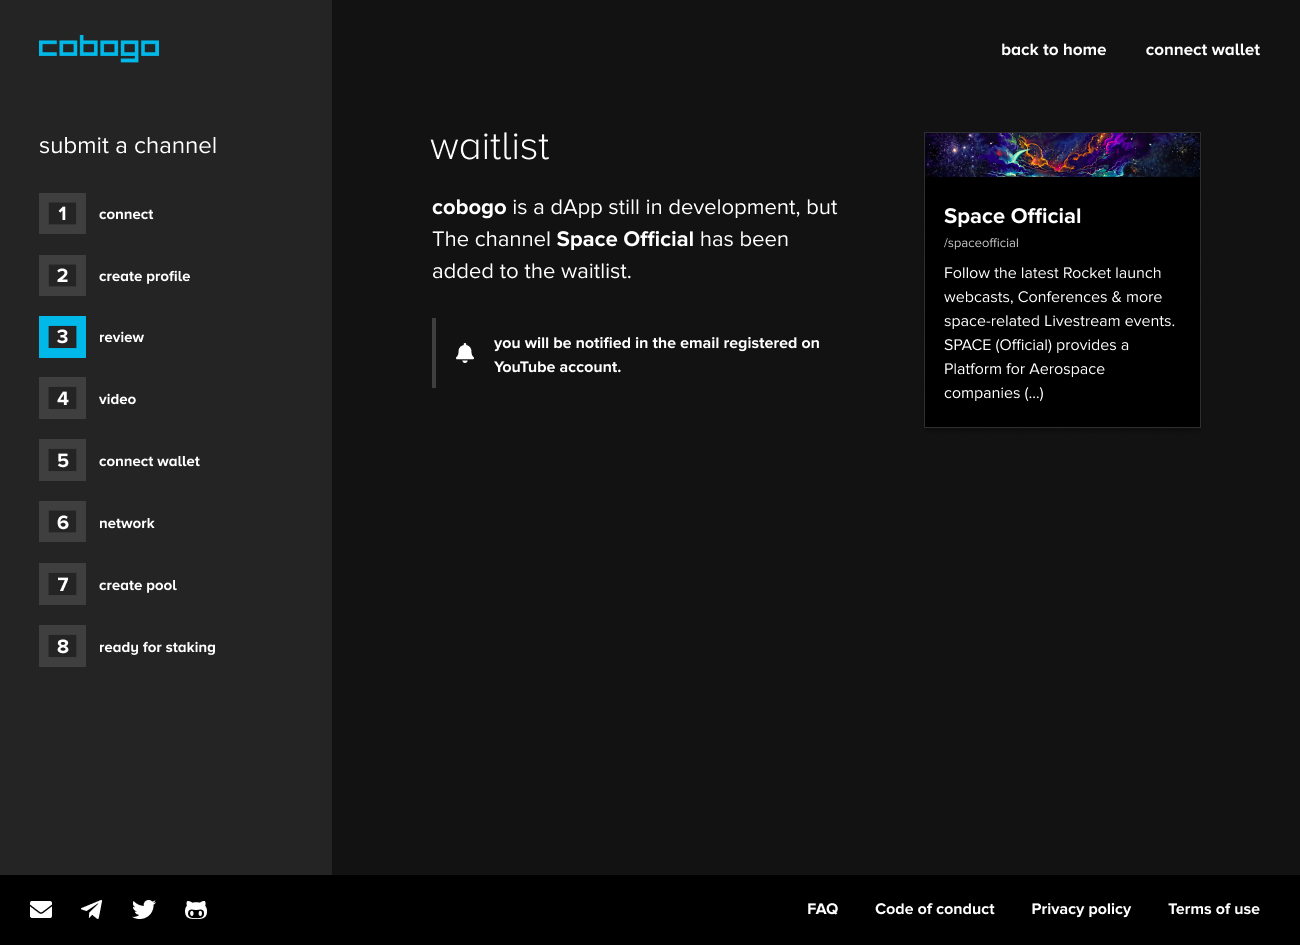 cobogo
back to home
connect wallet
submit a channel
1
connect
2
create profile
3
review
4
video
5
connect wallet
6
network
7
create pool
8
ready for staking
waitlist
cobogo is a dApp still in development, but
The channel Space Official has been
added to the waitlist.
you will be notified in the email registered on
YouTube account.
Space Official
/spaceofficial
Follow the latest Rocket launch
webcasts, Conferences & more
space-related Livestream events.
SPACE (Official) provides a
Platform for Aerospace
companies (...)
FAQ
Code of conduct
Privacy policy
Terms of use